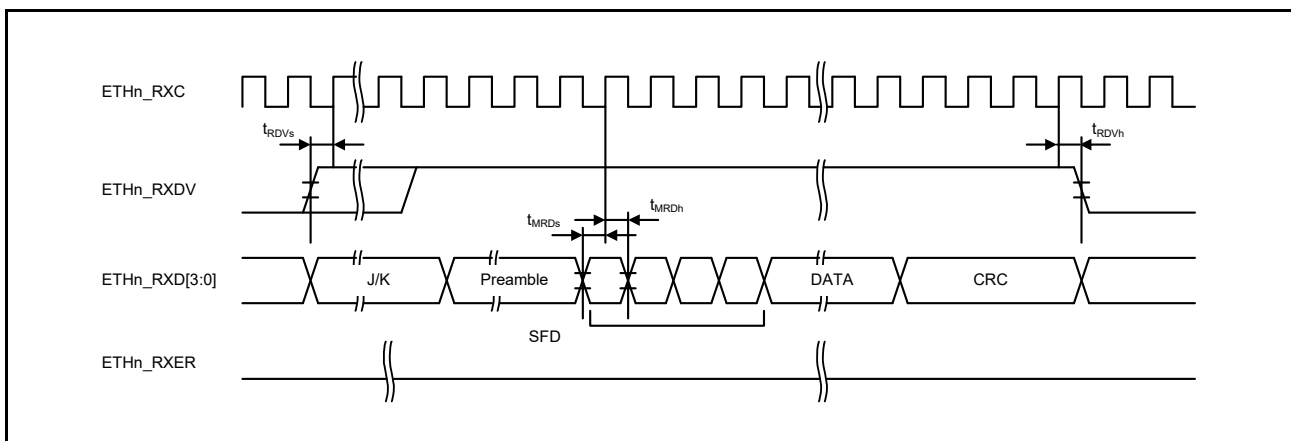 ETHn_RXC
tRDVs
tRDVh
ETHn_RXDV
tMRDs
tMRDh
ETHn_RXD[3:0]
J/K
Preamble
DATA
CRC
SFD
ETHn_RXER